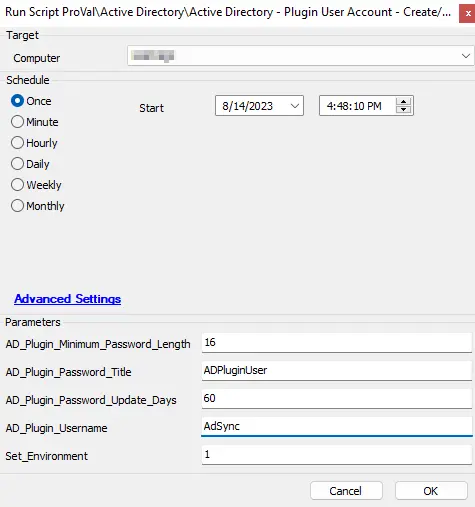 Run Script ProVal\Active Directory\Active Directory - Plugin User Account - Create/... x
Target
Computer
Schedule
Once
Start
8/14/2023
4:48:10 PM
Minute
Hourly
Daily
Weekly
Monthly
Advanced Settings
Parameters
AD_Plugin_Minimum_Password_Length 16
AD_Plugin_Password_Title ADPluginUser
AD_Plugin_Password_Update_Days 60
AD_Plugin_Username AdSync
Set_Environment 1
Cancel OK